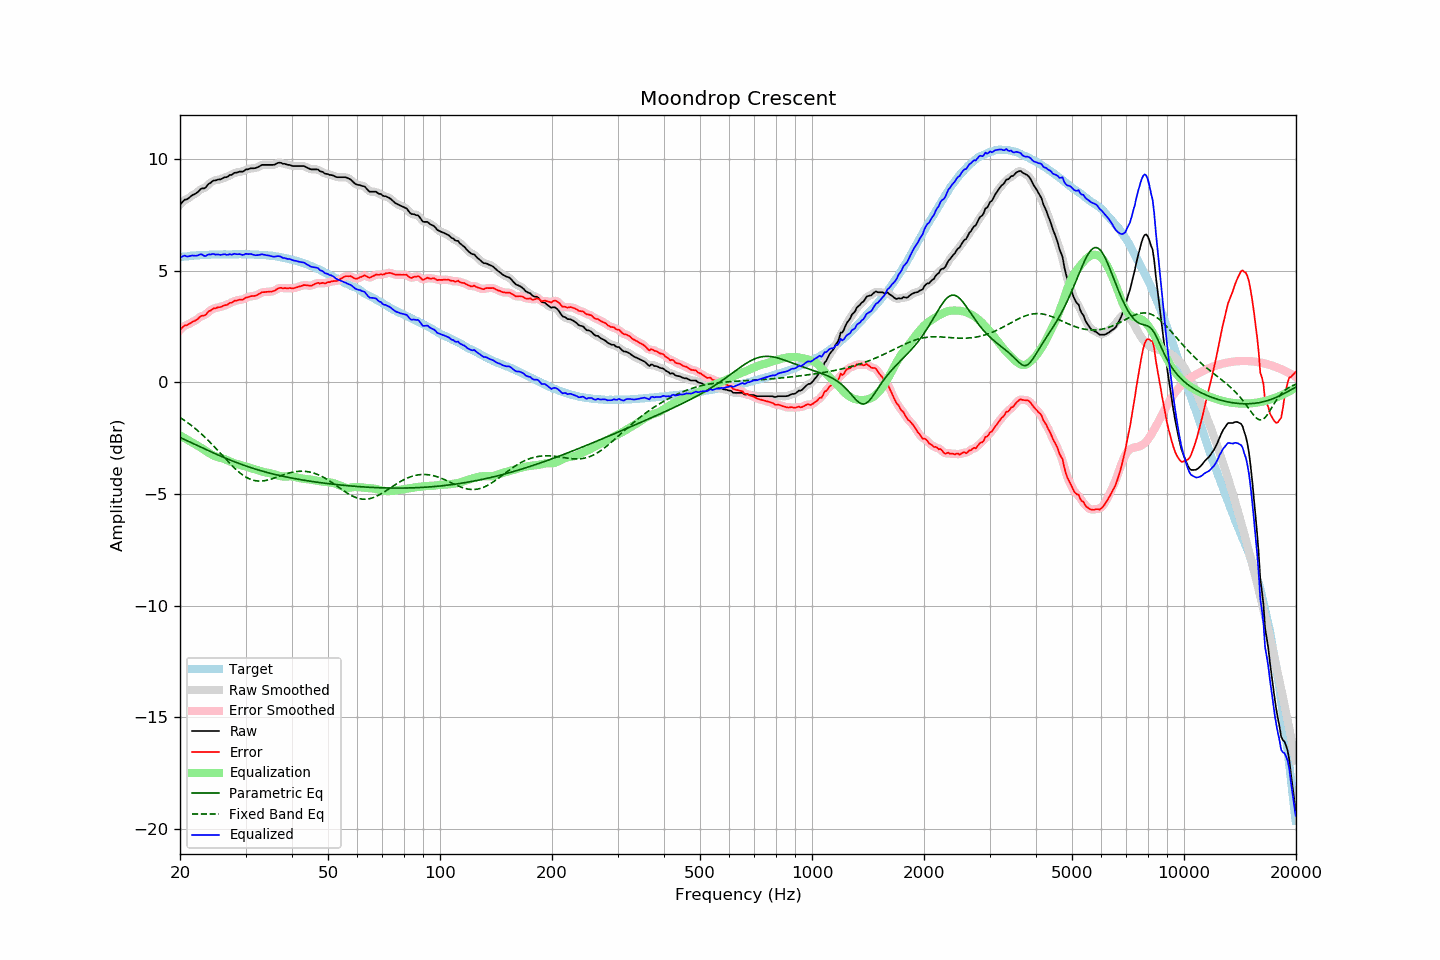 Moondrop Crescent
Amplitude (dBr)
10
5
0
−5
−10
−15
−20
Target
Raw Smoothed
Error Smoothed
Raw
Error
Equalization
Parametric Eq
Fixed Band Eq
Equalized
20 50 100 200 500 1000 2000 5000 10000 20000
Frequency (Hz)